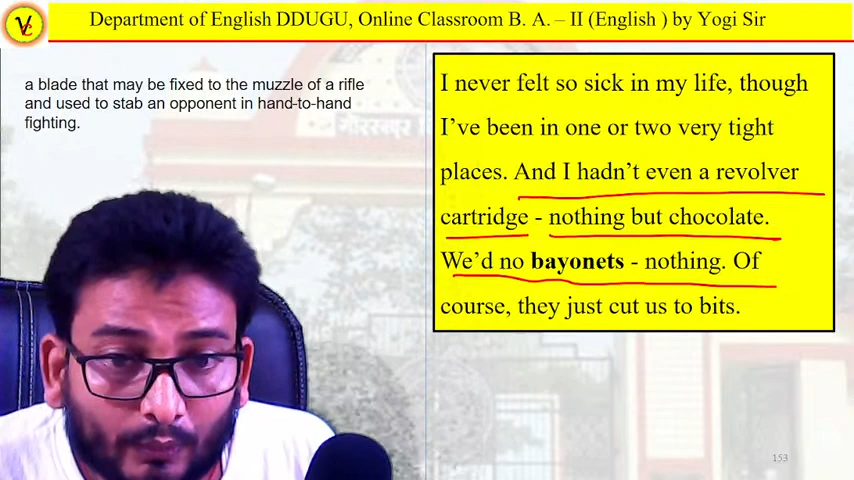 Department of English DDUGU, Online Classroom B. A. – II (English ) by Yogi Sir
a blade that may be fixed to the muzzle of a rifle
and used to stab an opponent in hand-to-hand
fighting.
I never felt so sick in my life, though
I’ve been in one or two very tight
places. And I hadn’t even a revolver
cartridge - nothing but chocolate.
We’d no bayonets - nothing. Of
course, they just cut us to bits.
153